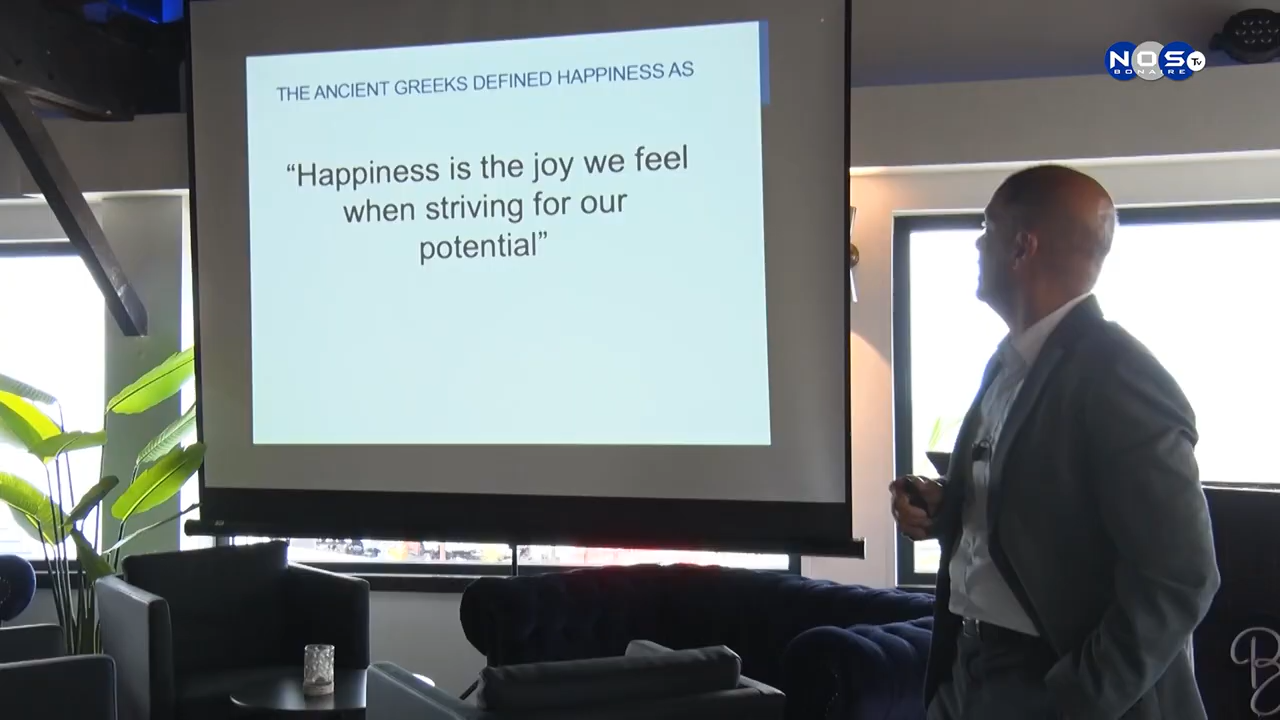 NOS TV
BONAIRE
THE ANCIENT GREEKS DEFINED HAPPINESS AS
“Happiness is the joy we feel
when striving for our
potential”